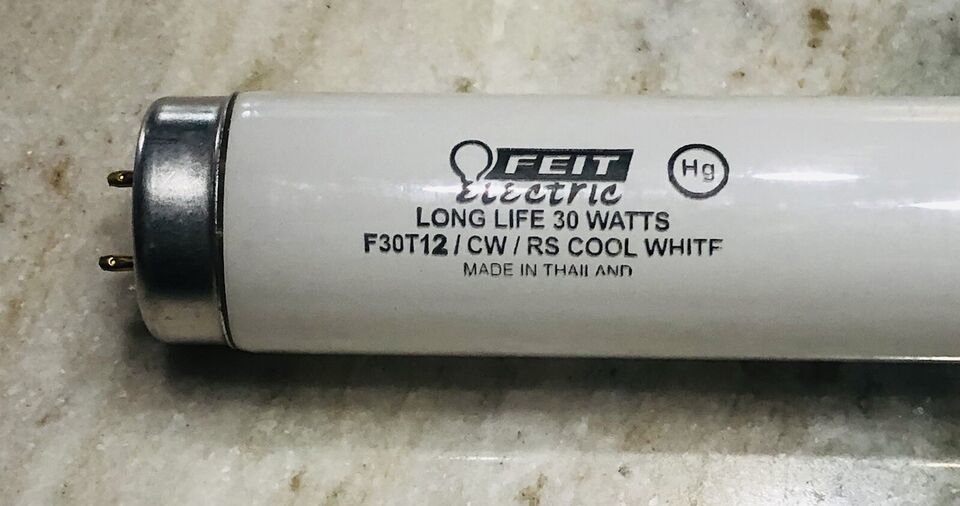 FEIT
Electric
Hg
LONG LIFE 30 WATTS
F30T12 / CW / RS COOL WHITE
MADE IN THAILAND